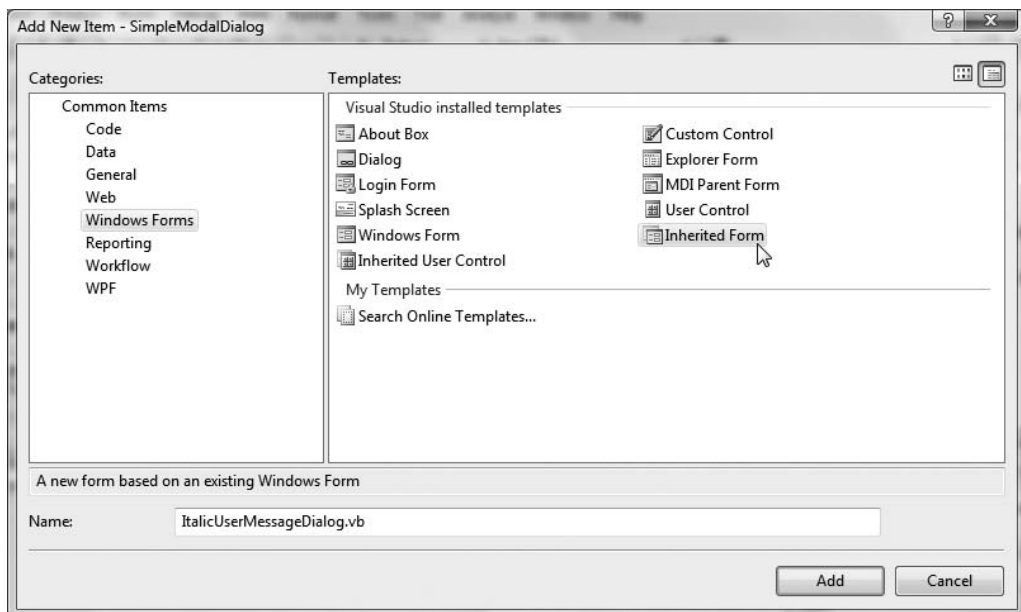 Add New Item - SimpleModalDialog
Categories:
Common Items
Code
Data
General
Web
Windows Forms
Reporting
Workflow
WPF
Templates:
Visual Studio installed templates
About Box
Dialog
Login Form
Splash Screen
Windows Form
Inherited User Control
Custom Control
Explorer Form
MDI Parent Form
User Control
Inherited Form
My Templates
Search Online Templates...
A new form based on an existing Windows Form
Name:
ItalicUserMessageDialog.vb
Add
Cancel